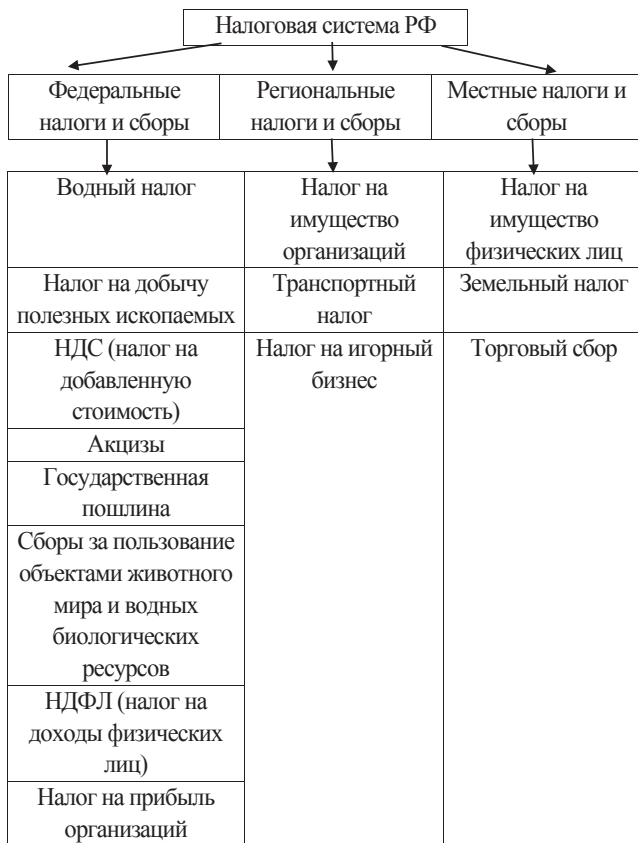 Налоговая система РФ
Федеральные
налоги и сборы
Региональные
налоги и сборы
Местные налоги и
сборы
Водный налог
Налог на
имущество
организаций
Налог на
имущество
физических лиц
Налог на добычу
полезных ископаемых
Транспортный
налог
Земельный налог
НДС (налог на
добавленную
стоимость)
Налог на игорный
бизнес
Торговый сбор
Акцизы
Государственная
пошлина
Сборы за пользование
объектами животного
мира и водных
биологических
ресурсов
НДФЛ (налог на
доходы физических
лиц)
Налог на прибыль
организаций